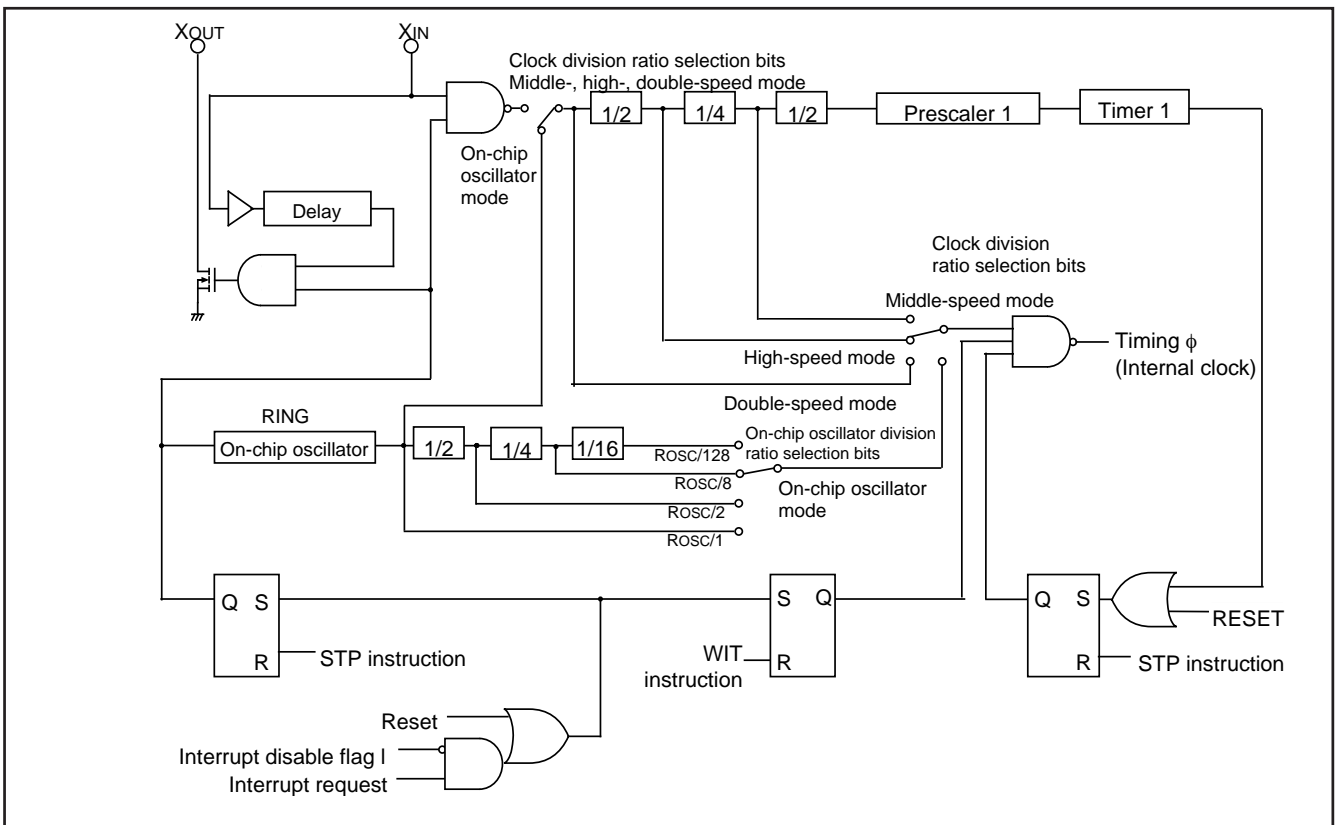 XOUT
XIN
Clock division ratio selection bits
Middle-, high-, double-speed mode
1/2
1/4
1/2
Prescaler 1
Timer 1
On-chip
oscillator
mode
Delay
Clock division
ratio selection bits
Middle-speed mode
High-speed mode
Timing ϕ
(Internal clock)
Double-speed mode
RING
On-chip oscillator
1/2
1/4
1/16
On-chip oscillator division
ratio selection bits
ROSC/128
ROSC/8
On-chip oscillator
mode
ROSC/2
ROSC/1
Q S
R
STP instruction
S Q
R
WIT
instruction
Q S
R
RESET
STP instruction
Reset
Interrupt disable flag I
Interrupt request